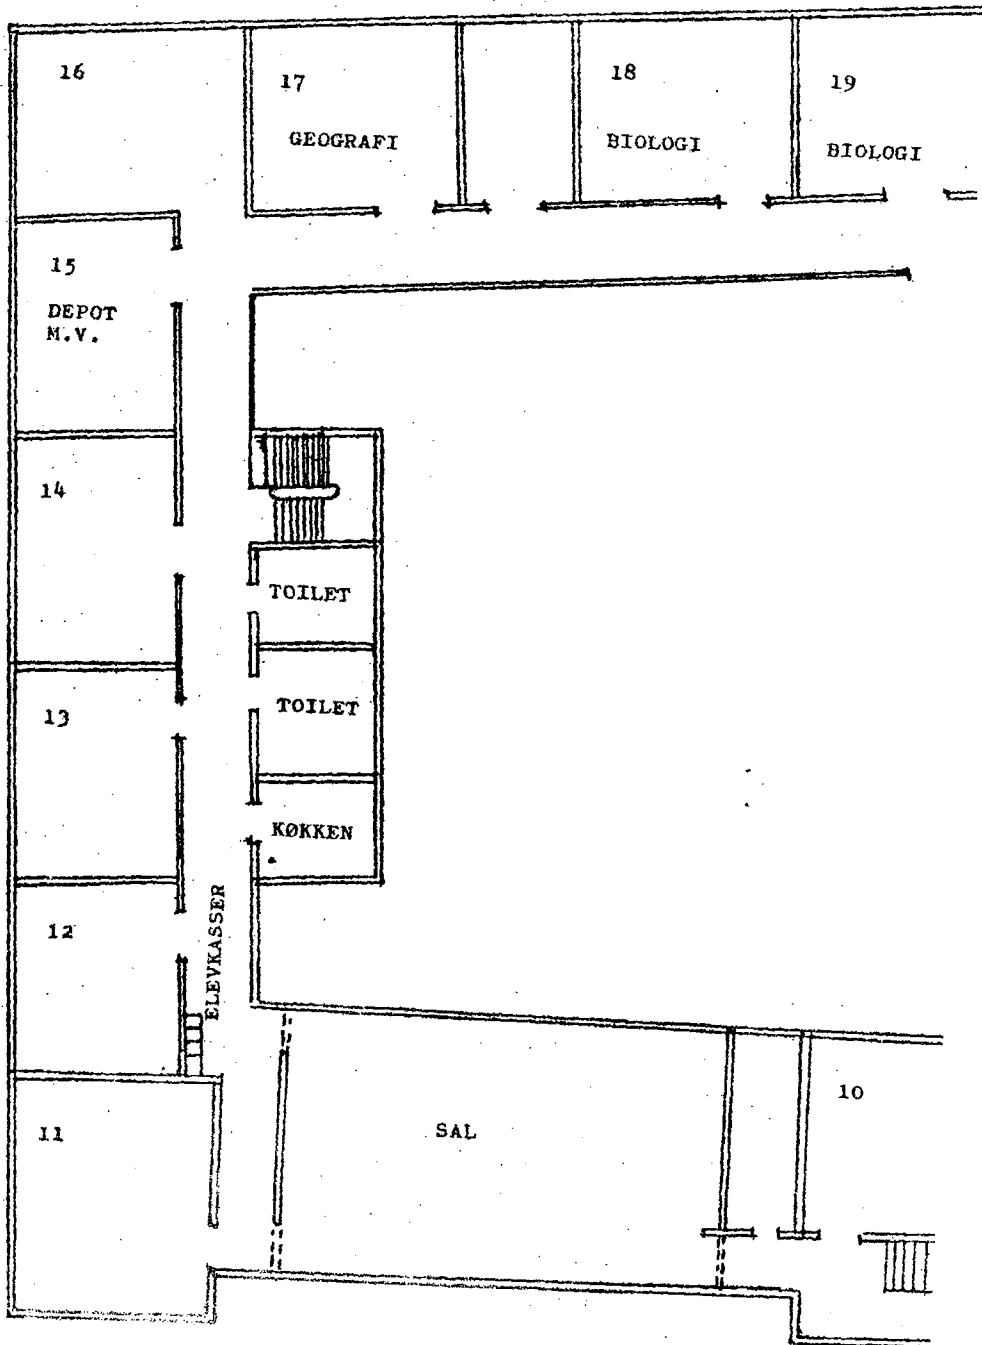 16
17
GEOGRAFI
18
BIOLOGI
19
BIOLOGI
15
DEPOT
M.V.
14
TOILET
13
TOILET
KØKKEN
12
ELEVKASSER
11
SAL
10